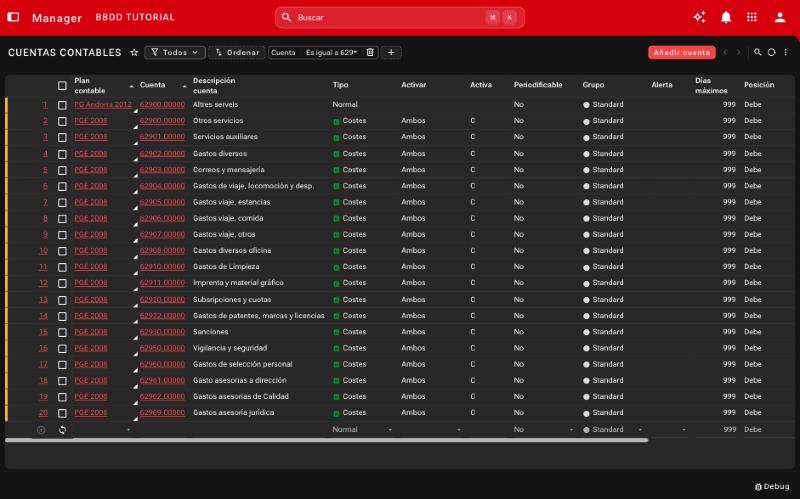 Manager BBDD TUTORIAL Buscar ⌘ K
CUENTAS CONTABLES Todos Ordenar Cuenta Es igual a 629* + Añadir cuenta
Plan contable Cuenta Descripción cuenta Tipo Activar Activa Periodificable Grupo Alerta Días máximos Posición
1 PG Andorra 2012 62900.00000 Altres serveis Normal No Standard 999 Debe
2 PGE 2008 62900.00000 Otros servicios Costes Ambos C No Standard 999 Debe
3 PGE 2008 62901.00000 Servicios auxiliares Costes Ambos C No Standard 999 Debe
4 PGE 2008 62902.00000 Gastos diversos Costes Ambos C No Standard 999 Debe
5 PGE 2008 62903.00000 Correos y mensajería Costes Ambos C No Standard 999 Debe
6 PGE 2008 62904.00000 Gastos de viaje, locomoción y desp. Costes Ambos C No Standard 999 Debe
7 PGE 2008 62905.00000 Gastos viaje, estancias Costes Ambos C No Standard 999 Debe
8 PGE 2008 62906.00000 Gastos viaje, comida Costes Ambos C No Standard 999 Debe
9 PGE 2008 62907.00000 Gastos viaje, otros Costes Ambos C No Standard 999 Debe
10 PGE 2008 62908.00000 Castos diversos oficina Costes Ambos C No Standard 999 Debe
11 PGE 2008 62910.00000 Gastos de Limpieza Costes Ambos C No Standard 999 Debe
12 PGE 2008 62911.00000 Imprenta y material gráfico Costes Ambos C No Standard 999 Debe
13 PGE 2008 62920.00000 Subsripciones y cuotas Costes Ambos C No Standard 999 Debe
14 PGE 2008 62922.00000 Gastos de patentes, marcas y licencias Costes Ambos C No Standard 999 Debe
15 PGE 2008 62930.00000 Sanciones Costes Ambos C No Standard 999 Debe
16 PGE 2008 62950.00000 Vigilancia y seguridad Costes Ambos C No Standard 999 Debe
17 PGE 2008 62960.00000 Gastos de selección personal Costes Ambos C No Standard 999 Debe
18 PGE 2008 62961.00000 Gasto asesorias a dirección Costes Ambos C No Standard 999 Debe
19 PGE 2008 62962.00000 Gastos asesorias de Calidad Costes Ambos C No Standard 999 Debe
20 PGE 2008 62969.00000 Gastos asesoría jurídica Costes Ambos C No Standard 999 Debe
Normal No Standard 999 Debe
Debug